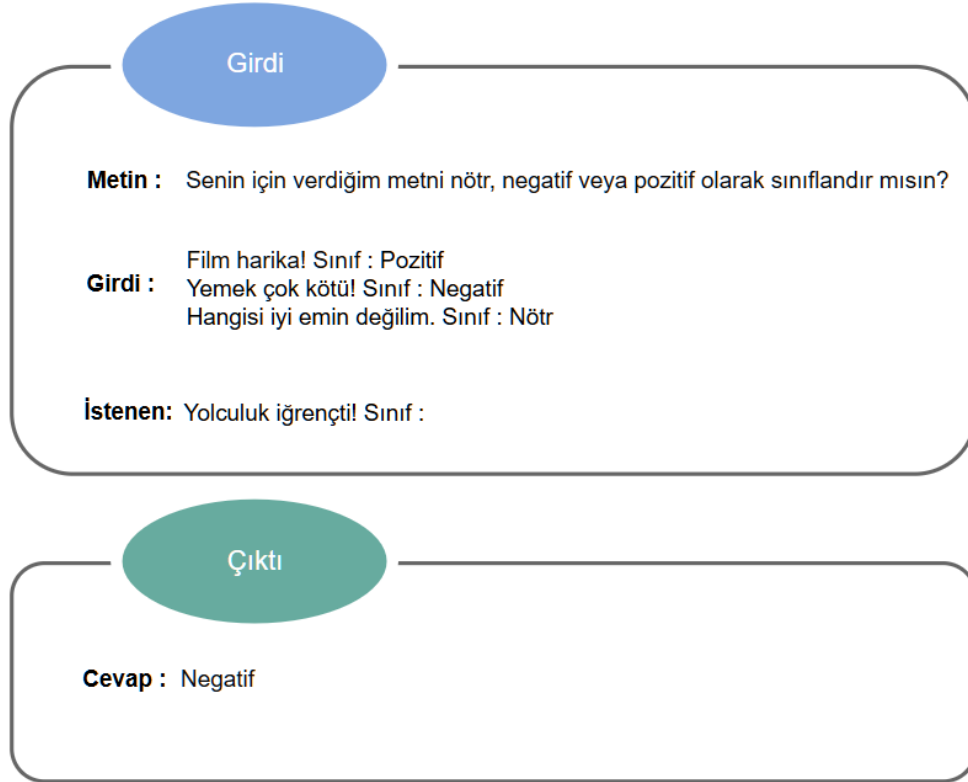 Girdi
Metin : Senin için verdiğim metni nötr, negatif veya pozitif olarak sınıflandır mısın?
Girdi :
Film harika! Sınıf : Pozitif
Yemek çok kötü! Sınıf : Negatif
Hangisi iyi emin değilim. Sınıf : Nötr
İstenen: Yolculuk iğrençti! Sınıf :
Çıktı
Cevap : Negatif